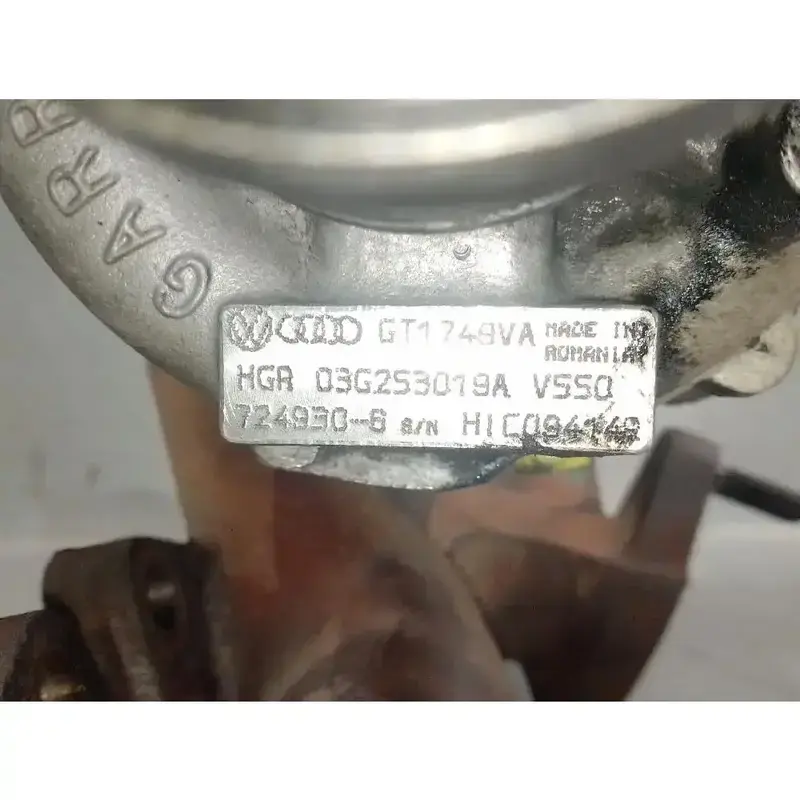 GARR
GT1749VA MADE IN
ROMANIA
HGR 03G253019A V550
724930-6 S/N HIC094149